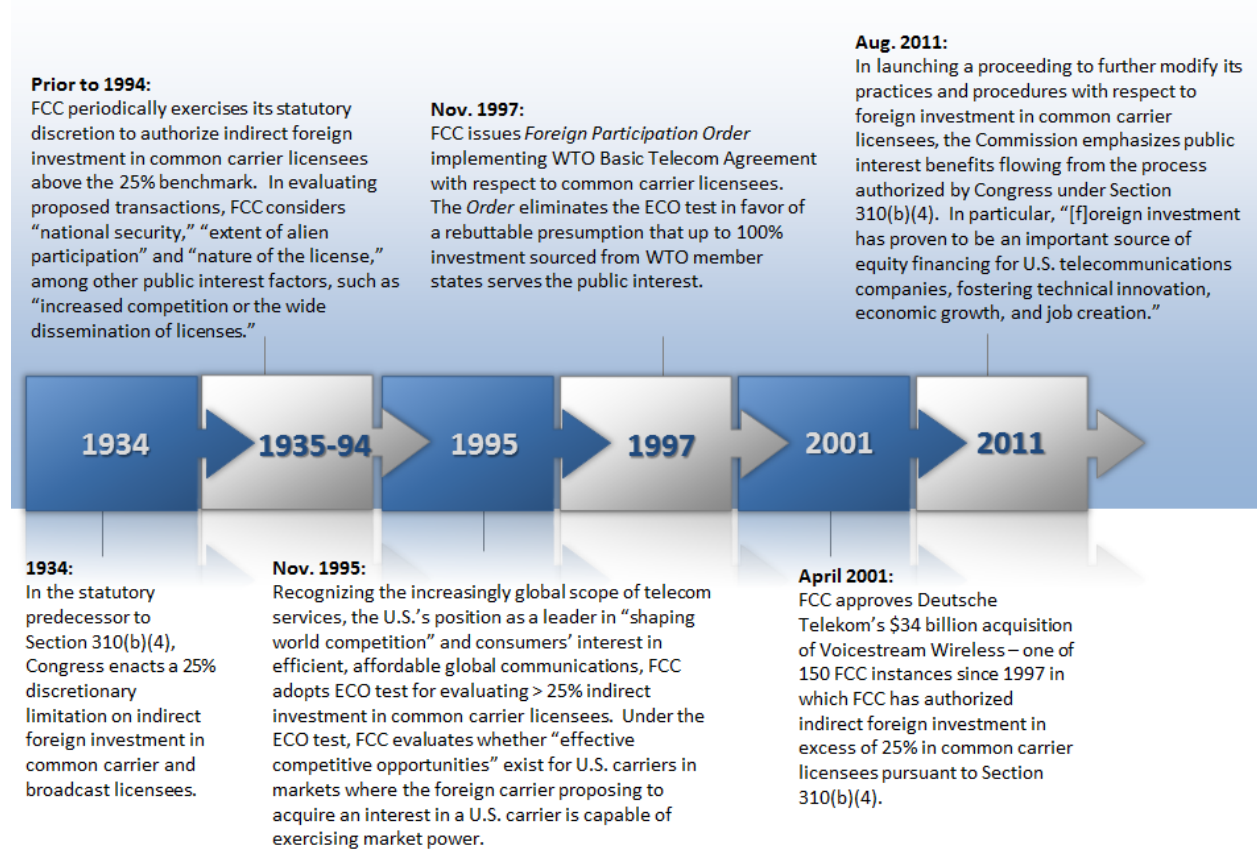 Prior to 1994:
FCC periodically exercises its statutory
discretion to authorize indirect foreign
investment in common carrier licensees
above the 25% benchmark.  In evaluating
proposed transactions, FCC considers
“national security,” “extent of alien
participation” and “nature of the license,”
among other public interest factors, such as
“increased competition or the wide
dissemination of licenses.”
Nov. 1997:
FCC issues Foreign Participation Order
implementing WTO Basic Telecom Agreement
with respect to common carrier licensees.
The Order eliminates the ECO test in favor of
a rebuttable presumption that up to 100%
investment sourced from WTO member
states serves the public interest.
Aug. 2011:
In launching a proceeding to further modify its
practices and procedures with respect to
foreign investment in common carrier
licensees, the Commission emphasizes public
interest benefits flowing from the process
authorized by Congress under Section
310(b)(4).  In particular, “[f]oreign investment
has proven to be an important source of
equity financing for U.S. telecommunications
companies, fostering technical innovation,
economic growth, and job creation.”
1934
1935-94
1995
1997
2001
2011
1934:
In the statutory
predecessor to
Section 310(b)(4),
Congress enacts a 25%
discretionary
limitation on indirect
foreign investment in
common carrier and
broadcast licensees.
Nov. 1995:
Recognizing the increasingly global scope of telecom
services, the U.S.’s position as a leader in “shaping
world competition” and consumers’ interest in
efficient, affordable global communications, FCC
adopts ECO test for evaluating > 25% indirect
investment in common carrier licensees.  Under the
ECO test, FCC evaluates whether “effective
competitive opportunities” exist for U.S. carriers in
markets where the foreign carrier proposing to
acquire an interest in a U.S. carrier is capable of
exercising market power.
April 2001:
FCC approves Deutsche
Telekom’s $34 billion acquisition
of Voicestream Wireless – one of
150 FCC instances since 1997 in
which FCC has authorized
indirect foreign investment in
excess of 25% in common carrier
licensees pursuant to Section
310(b)(4).